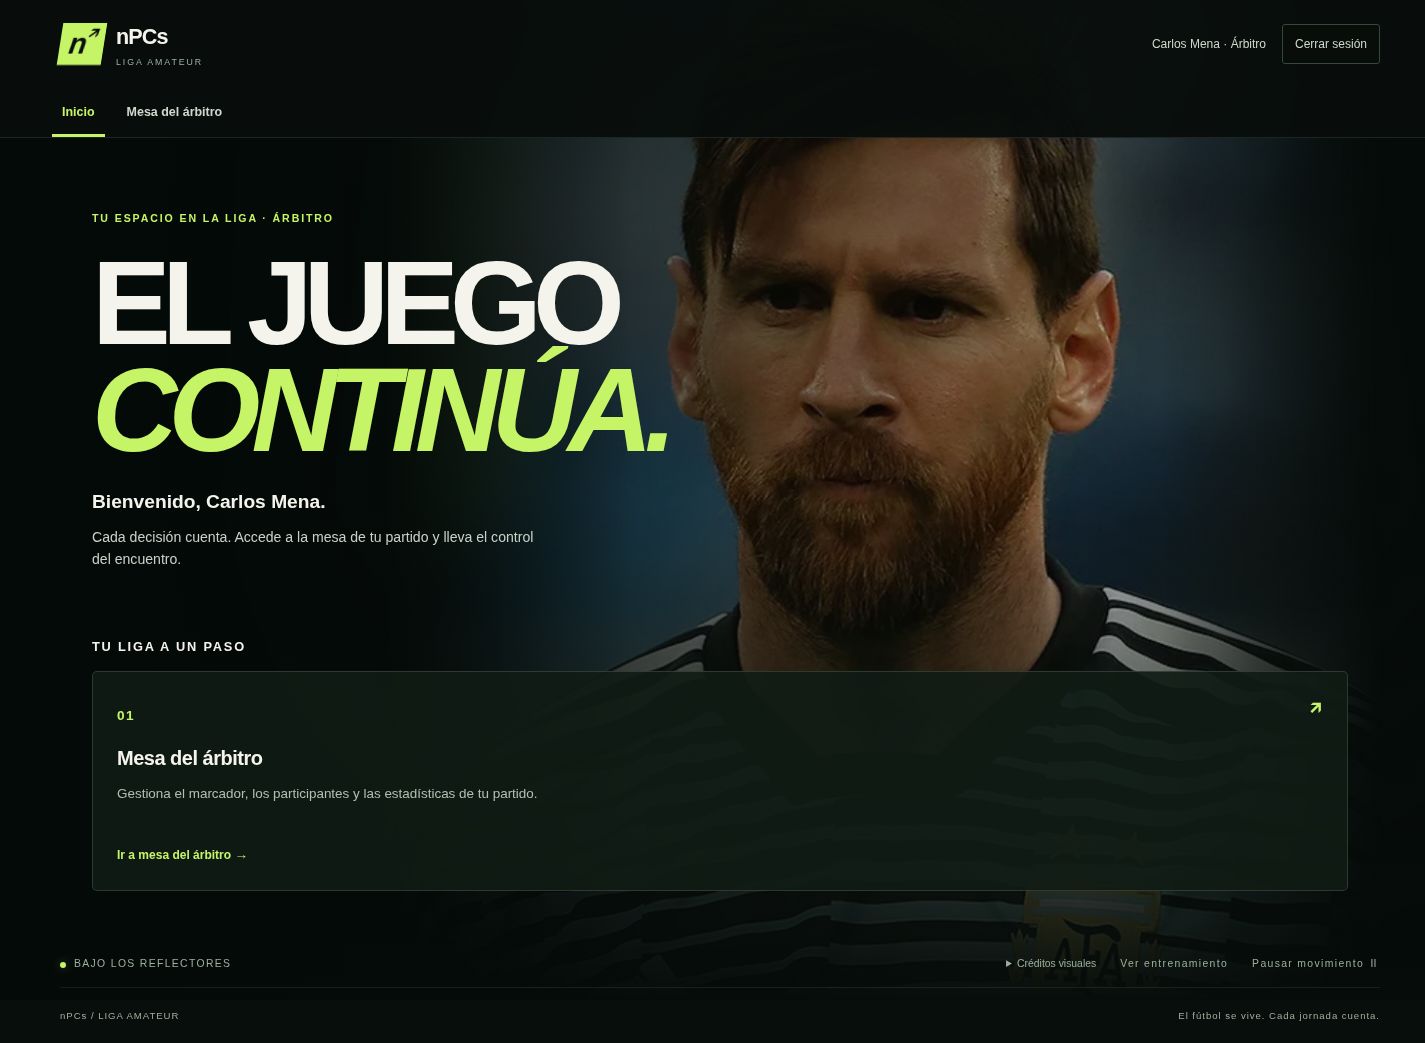 n
nPCs
LIGA AMATEUR
Carlos Mena · Árbitro
Cerrar sesión
Inicio
Mesa del árbitro
TU ESPACIO EN LA LIGA · ÁRBITRO
EL JUEGO
CONTINÚA.
Bienvenido, Carlos Mena.
Cada decisión cuenta. Accede a la mesa de tu partido y lleva el control
del encuentro.
TU LIGA A UN PASO
01
Mesa del árbitro
Gestiona el marcador, los participantes y las estadísticas de tu partido.
Ir a mesa del árbitro →
AFA
BAJO LOS REFLECTORES
Créditos visuales
Ver entrenamiento
Pausar movimiento
nPCs / LIGA AMATEUR
El fútbol se vive. Cada jornada cuenta.